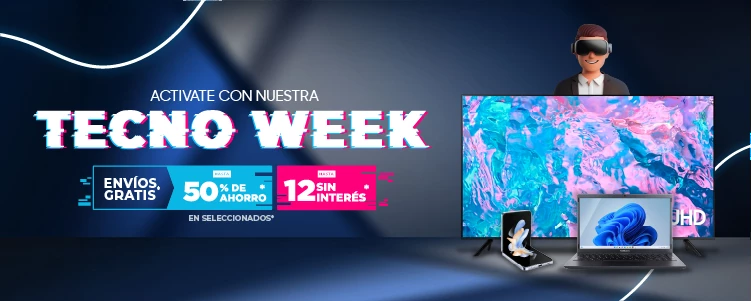 ACTIVATE CON NUESTRA
TECNO WEEK
ENVÍOS
GRATIS*
HASTA
50% DE AHORRO*
HASTA
12 SIN INTERÉS*
EN SELECCIONADOS*
UHD